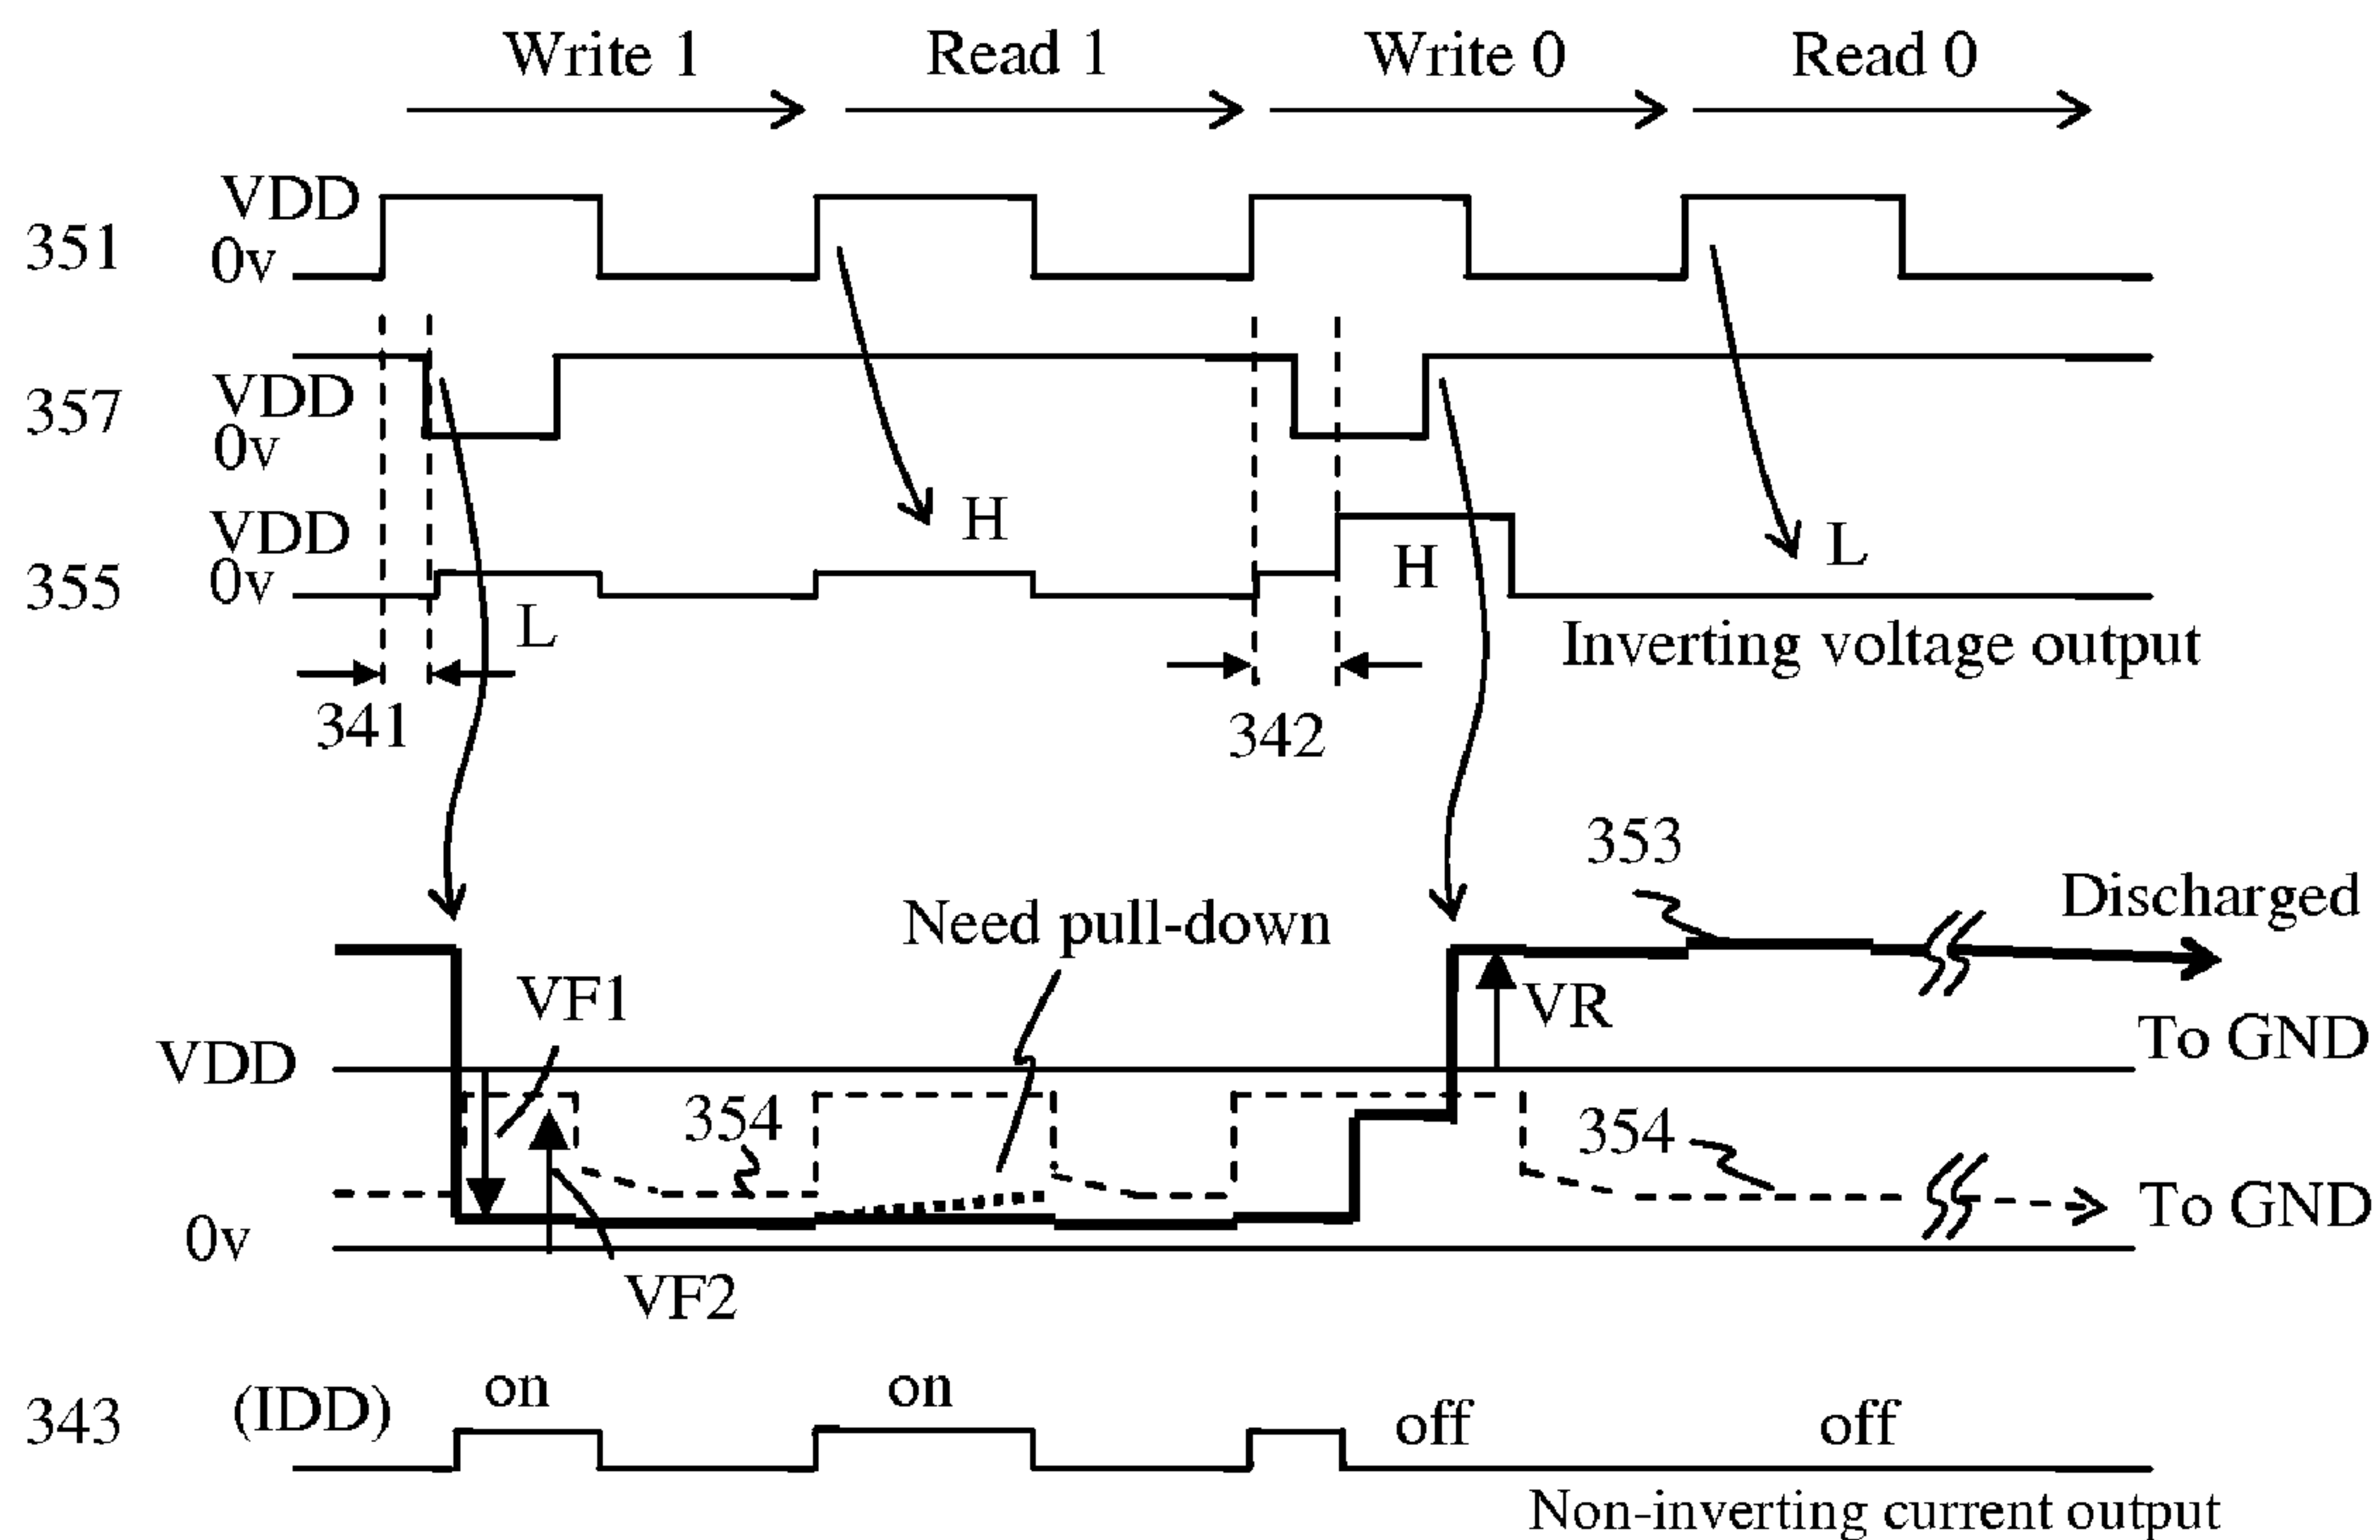 Write 1
Read 1
Write 0
Read 0
351
VDD
0v
357
VDD
0v
355
VDD
0v
H
H
L
L
Inverting voltage output
341
342
353
Need pull-down
Discharged
To GND
VF1
VR
VDD
354
354
To GND
0v
VF2
343
(IDD)
on
on
off
off
Non-inverting current output